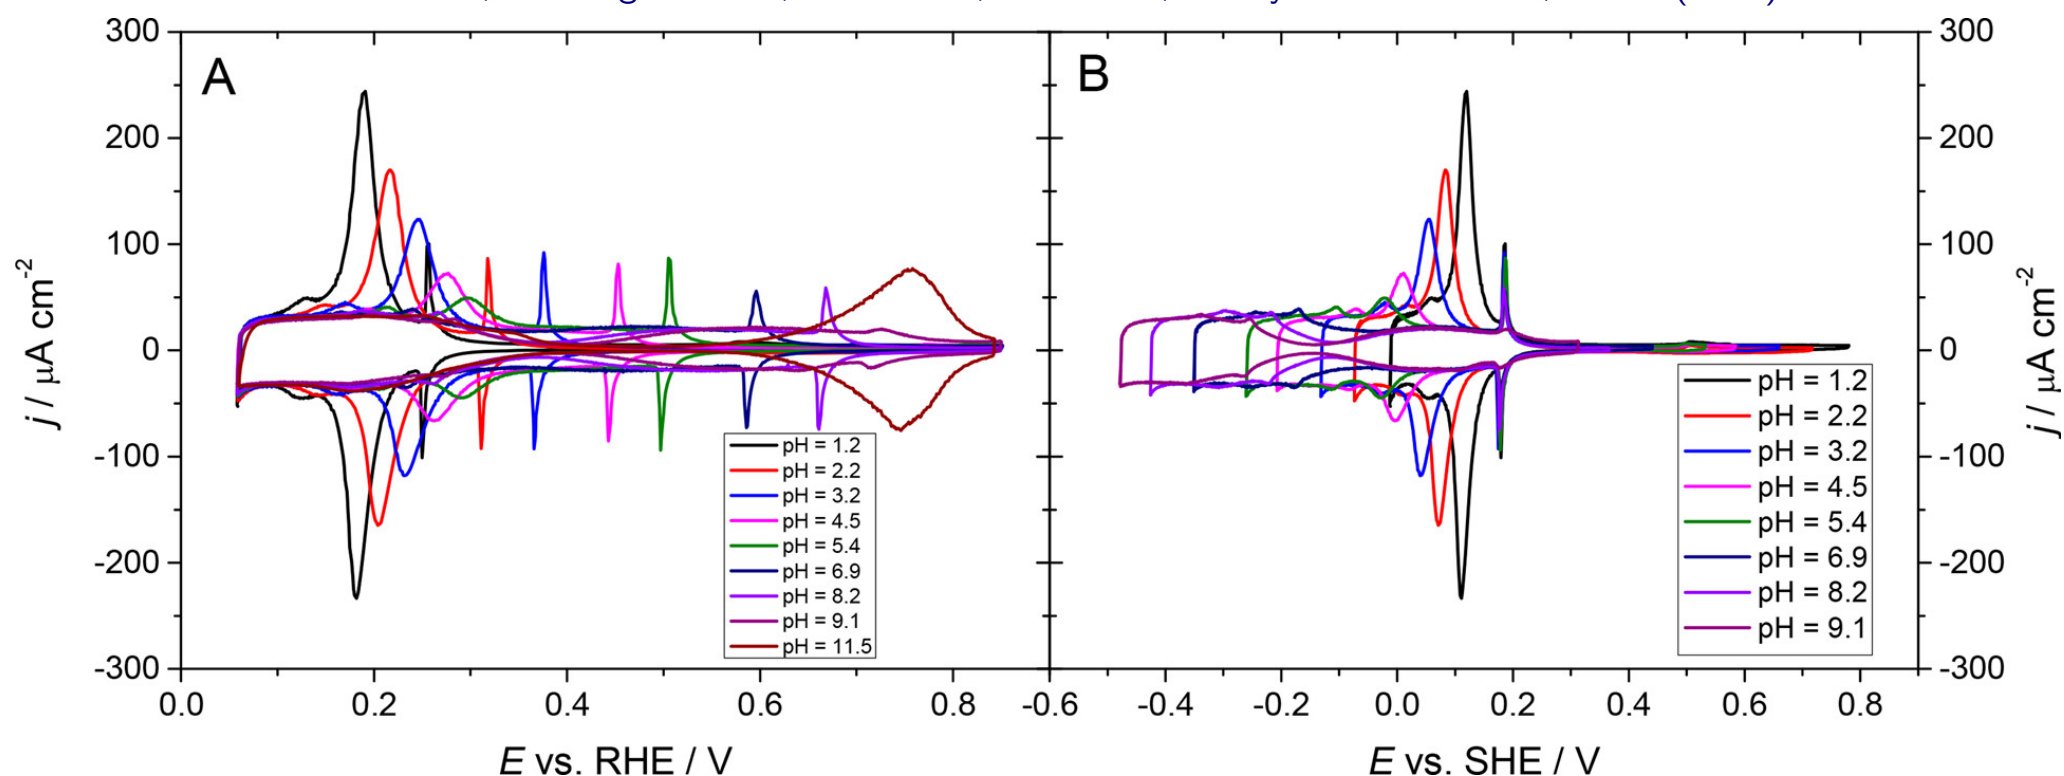 A
B
300
200
100
0
-100
-200
-300
j / μA cm-2
0.0 0.2 0.4 0.6 0.8
E vs. RHE / V
pH = 1.2
pH = 2.2
pH = 3.2
pH = 4.5
pH = 5.4
pH = 6.9
pH = 8.2
pH = 9.1
pH = 11.5
-0.6 -0.4 -0.2 0.0 0.2 0.4 0.6 0.8
E vs. SHE / V
300
200
100
0
-100
-200
-300
j / μA cm-2
pH = 1.2
pH = 2.2
pH = 3.2
pH = 4.5
pH = 5.4
pH = 6.9
pH = 8.2
pH = 9.1